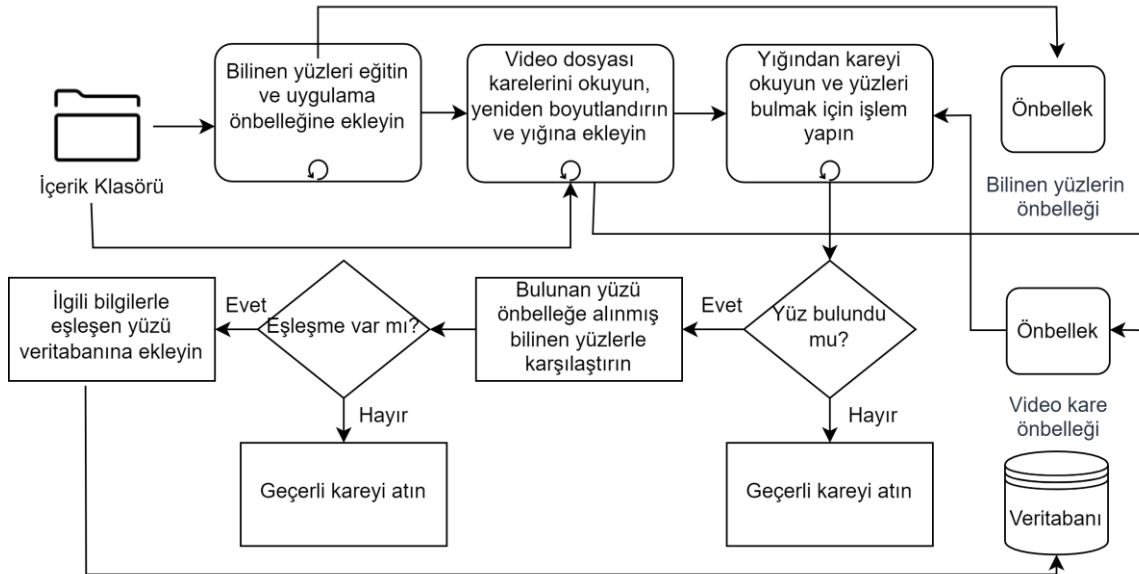 Bilinen yüzleri eğitin
ve uygulama
önbelleğine ekleyin
Video dosyası
karelerini okuyun,
yeniden boyutlandırın
ve yığına ekleyin
Yığından kareyi
okuyun ve yüzleri
bulmak için işlem
yapın
Önbellek
İçerik Klasörü
Bilinen yüzlerin
önbelleği
İlgili bilgilerle
eşleşen yüzü
veritabanına ekleyin
Evet
Eşleşme var mı?
Bulunan yüzü
önbelleğe alınmış
bilinen yüzlerle
karşılaştırın
Evet
Yüz bulundu
mu?
Önbellek
Hayır
Hayır
Video kare
önbelleği
Geçerli kareyi atın
Geçerli kareyi atın
Veritabanı